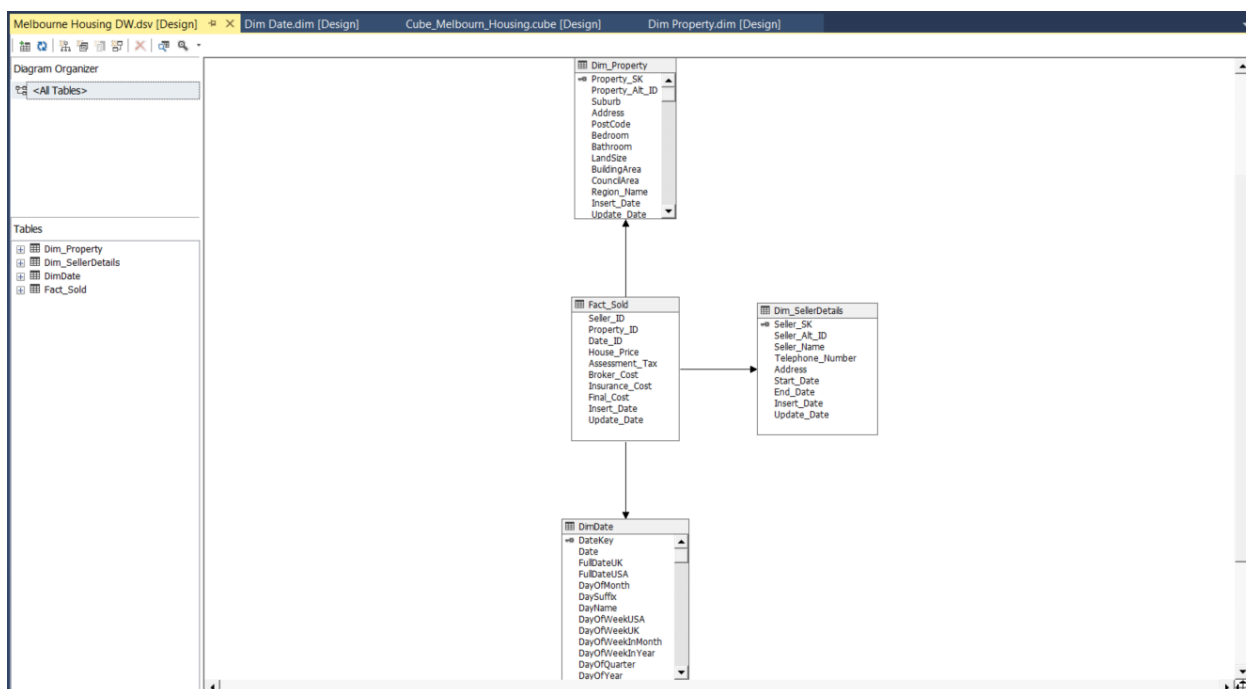 Melbourne Housing DW.dsv [Design] Dim Date.dim [Design] Cube_Melbourn_Housing.cube [Design] Dim Property.dim [Design]
Diagram Organizer
<All Tables>
Tables
Dim_Property
Dim_SellerDetails
DimDate
Fact_Sold
Dim_Property
Property_SK
Property_Alt_ID
Suburb
Address
PostCode
Bedroom
Bathroom
LandSize
BuildingArea
CouncilArea
Region_Name
Insert_Date
Update_Date
Fact_Sold
Seller_ID
Property_ID
Date_ID
House_Price
Assessment_Tax
Broker_Cost
Insurance_Cost
Final_Cost
Insert_Date
Update_Date
Dim_SellerDetails
Seller_SK
Seller_Alt_ID
Seller_Name
Telephone_Number
Address
Start_Date
End_Date
Insert_Date
Update_Date
DimDate
DateKey
Date
FullDateUK
FullDateUSA
DayOfMonth
DaySuffix
DayName
DayOfWeekUSA
DayOfWeekUK
DayOfWeekInMonth
DayOfWeekInYear
DayOfQuarter
DayOfYear